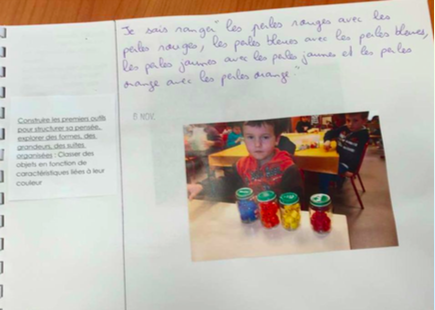 Je sais ranger "les perles rouges avec les
perles rouges, les perles bleues avec les perles bleues,
les perles jaunes avec les perles jaunes et les perles
orange avec les perles orange."
8 NOV.
Construire les premiers outils
pour structurer sa pensée,
explorer des formes, des
grandeurs, des suites
organisées : Classer des
objets en fonction de
caractéristiques liées à leur
couleur